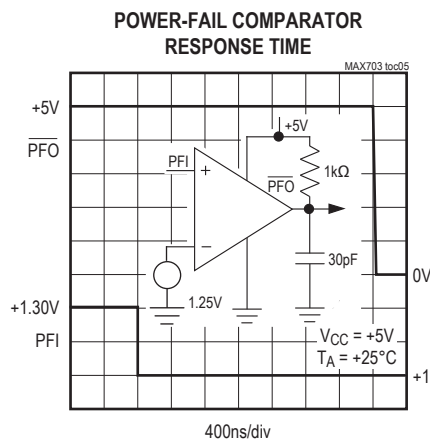 POWER-FAIL COMPARATOR
RESPONSE TIME
MAX703 toc05
+5V
+5V
PFO
PFI
+
PFO
1kΩ
−
30pF
0V
+1.30V
1.25V
PFI
VCC = +5V
TA = +25°C
+1
400ns/div